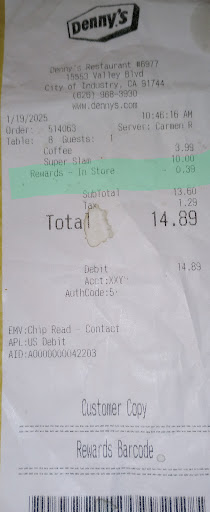 Denny's
Denny's Restaurant #6977
15553 Valley Blvd
City of Industry, CA 91744
(626) 968-3930
www.dennys.com
1/19/2025 10:46:16 AM
Order: 514063 Server: Carmen R
Table: 8 Guests: 1
Coffee 3.99
Super Slam 10.00
Rewards - In Store 0.39
Subtotal 13.60
Tax 1.29
Total 14.89
Debit 14.89
Acct:XXY
AuthCode:5
EMV:Chip Read - Contact
APL:US Debit
AID:A0000000042203
Customer Copy
Rewards Barcode